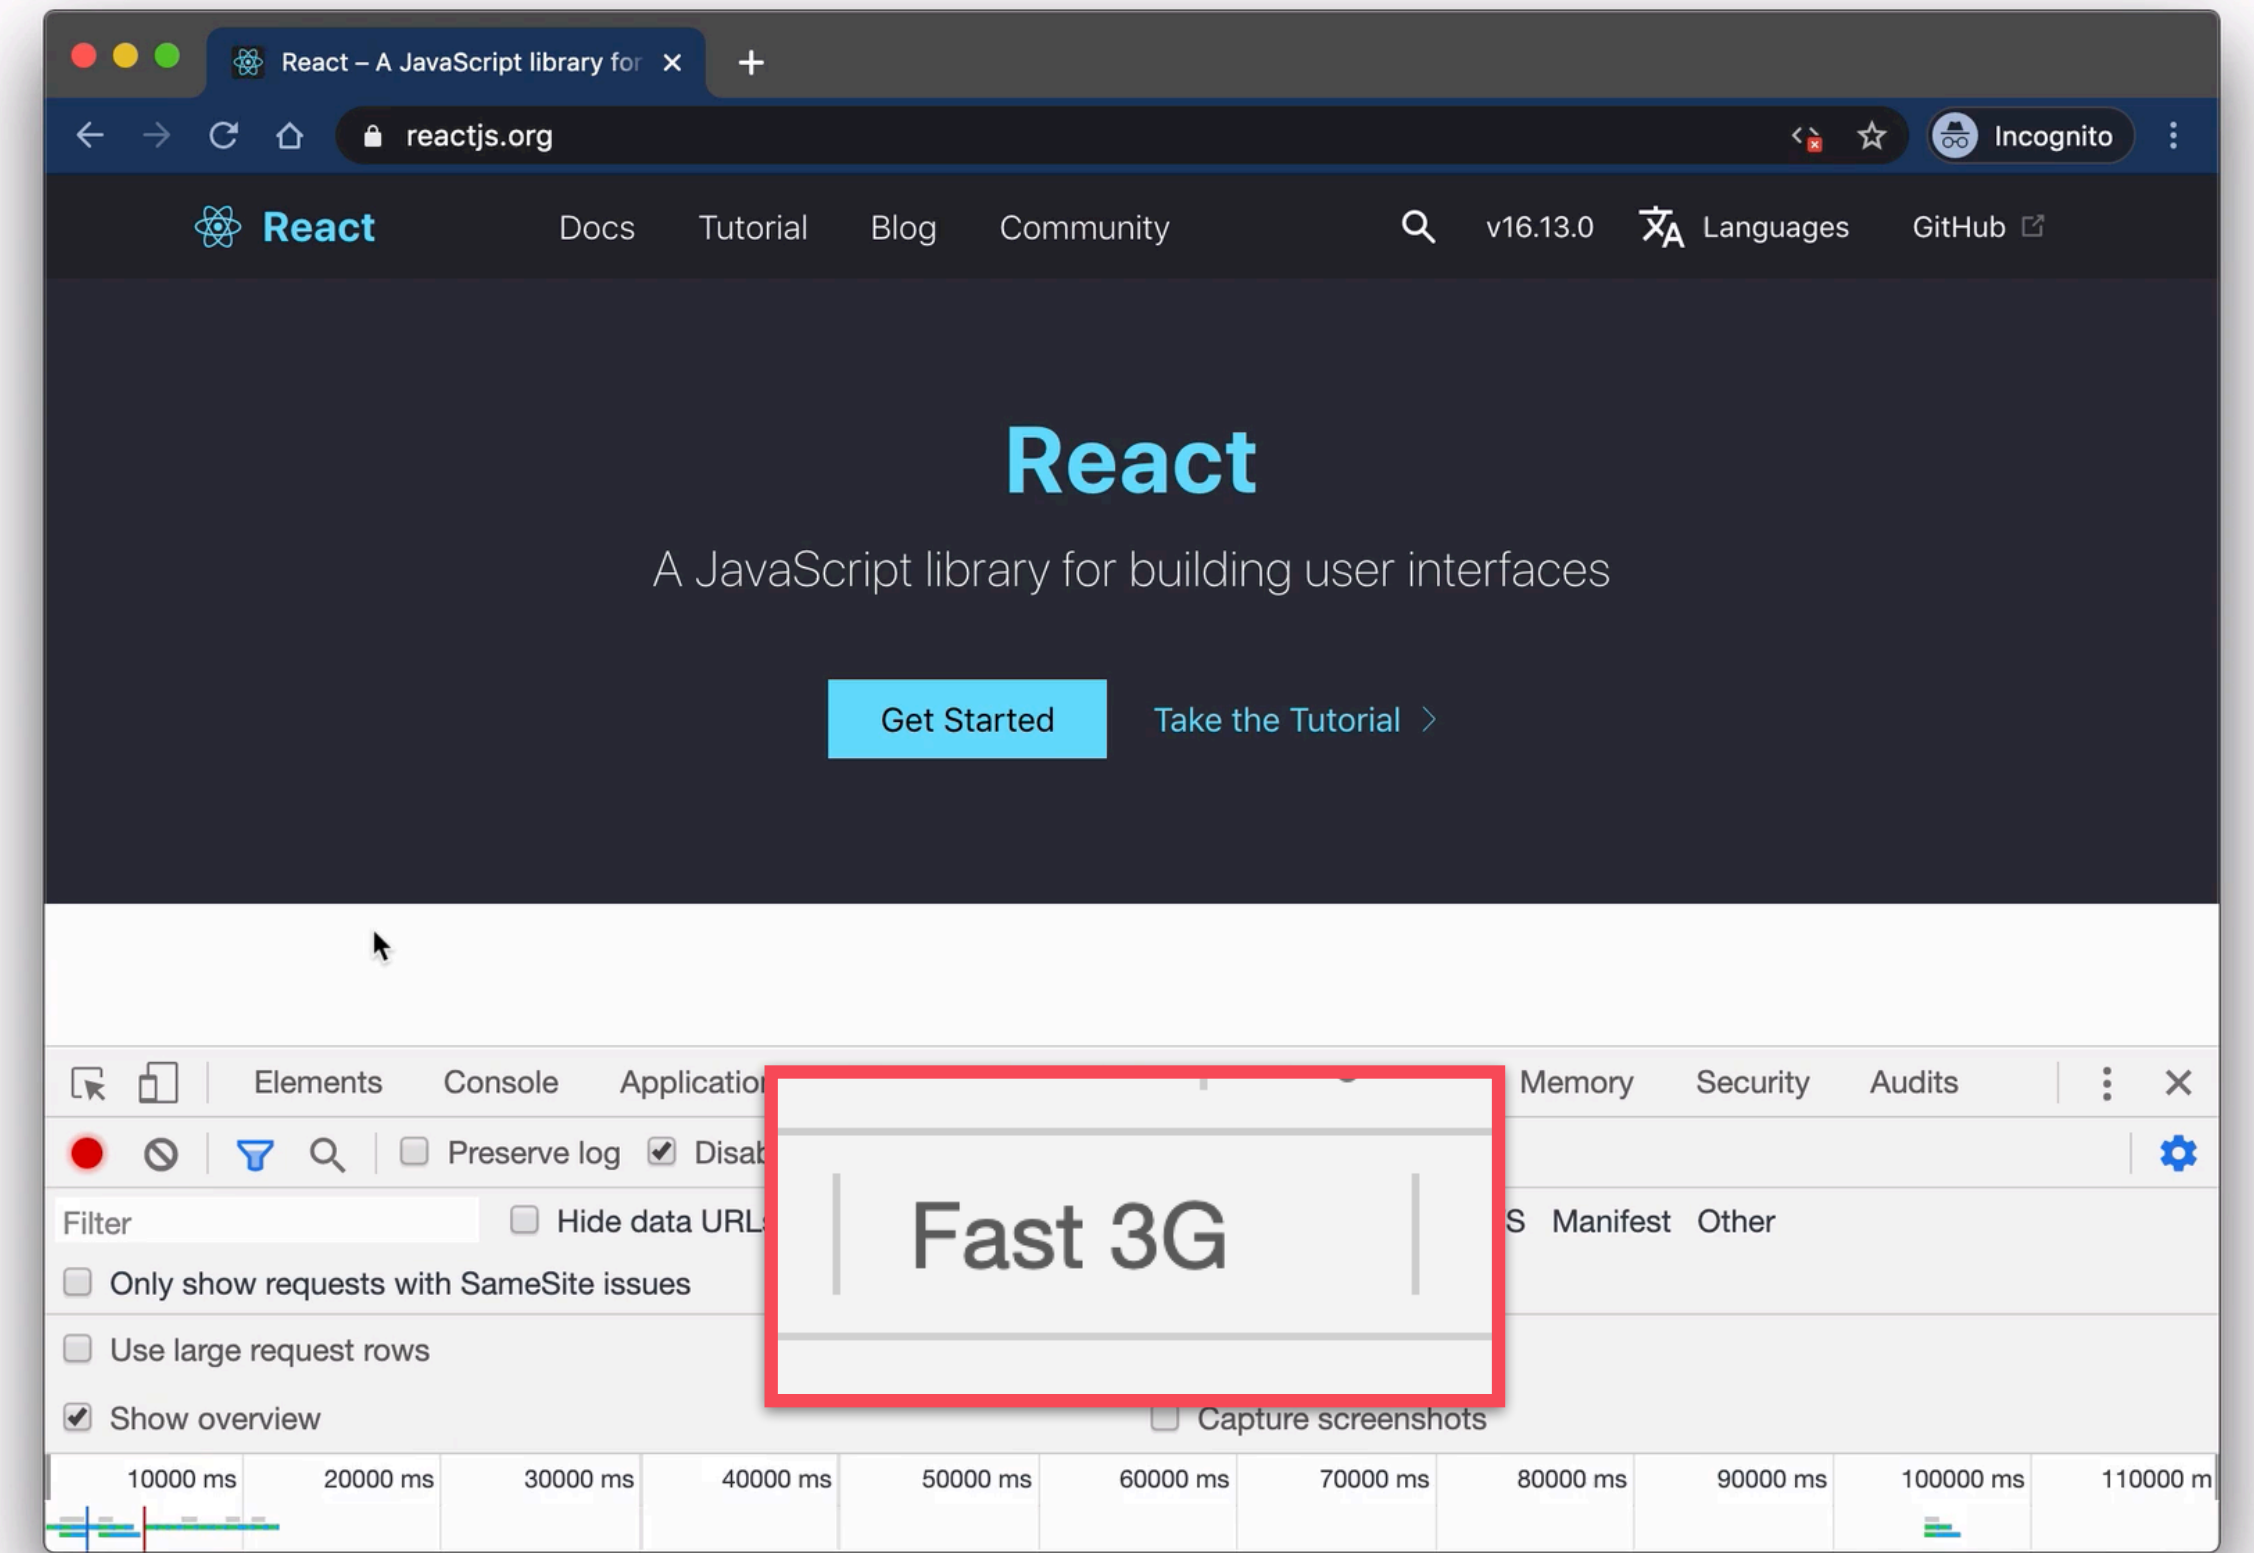 React – A JavaScript library for
reactjs.org
Incognito
React Docs Tutorial Blog Community v16.13.0 Languages GitHub
React
A JavaScript library for building user interfaces
Get Started Take the Tutorial
Elements Console Application Memory Security Audits
Preserve log Disab
Filter Hide data URLs S Manifest Other
Fast 3G
Only show requests with SameSite issues
Use large request rows
Show overview Capture screenshots
10000 ms 20000 ms 30000 ms 40000 ms 50000 ms 60000 ms 70000 ms 80000 ms 90000 ms 100000 ms 110000 m